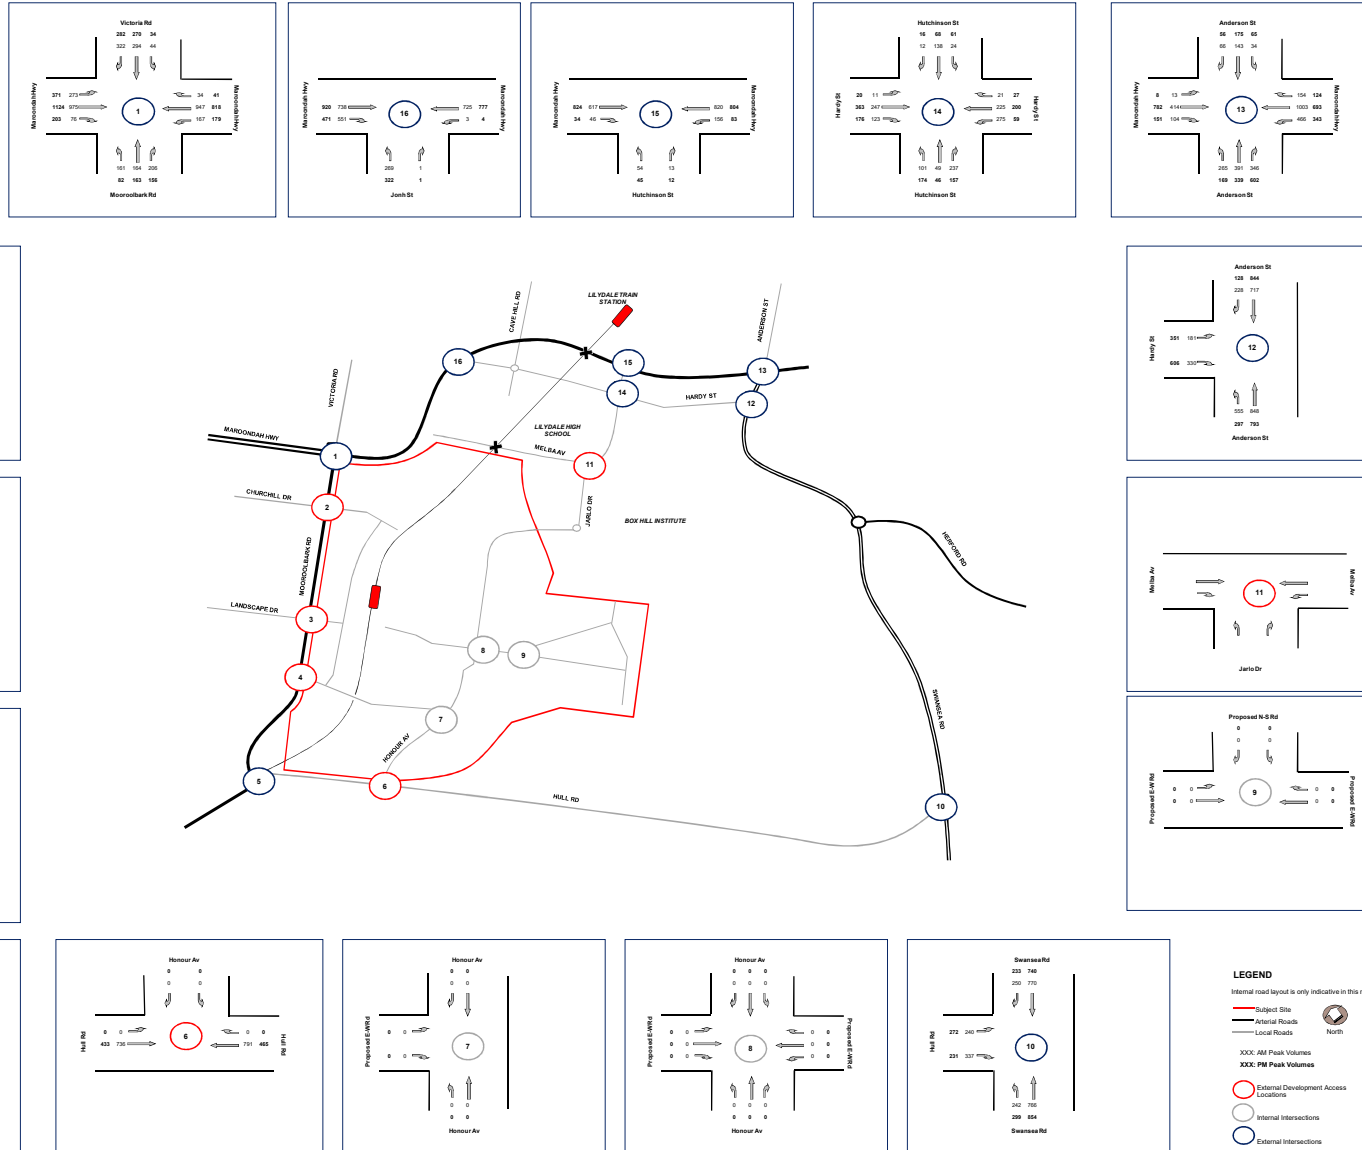 Victoria Rd
282 270 34
322 294 44
Maroondah Hwy
371 273
1124 975
203 76
1
34 41
947 818
167 179
Maroondah Hwy
161 164 206
82 163 156
Mooroolbark Rd
Maroondah Hwy
920 738
471 551
16
725 777
3 4
Maroondah Hwy
269 1
322 1
Jonh St
Maroondah Hwy
824 617
34 46
15
820 804
156 83
Maroondah Hwy
54 13
45 12
Hutchinson St
Hutchinson St
16 68 61
12 138 24
Hardy St
20 11
363 247
176 123
14
21 27
225 200
275 59
Hardy St
101 49 237
174 46 157
Hutchinson St
Anderson St
56 175 65
66 143 34
Maroondah Hwy
8 13
782 414
151 104
13
154 124
1003 693
466 343
Maroondah Hwy
265 391 346
169 339 602
Anderson St
Anderson St
128 844
228 717
Hardy St
351 181
606 330
12
555 848
297 793
Anderson St
Melba Av
11
Melba Av
Jarlo Dr
Proposed N-S Rd
0 0
0 0
Proposed E-W Rd
0 0
0 0
9
0 0
0 0
Proposed E-W Rd
LILYDALE TRAIN
STATION
CAVE HILL RD
ANDERSON ST
VICTORIA RD
16
15
13
14
12
HARDY ST
MAROONDAH HWY
LILYDALE HIGH
SCHOOL
MELBA AV
1
11
CHURCHILL DR
2
JARLO DR
BOX HILL INSTITUTE
MOOROOLBARK RD
HERFORD RD
LANDSCAPE DR
3
8
9
4
7
SWANSEA RD
HONOUR AV
5
6
HULL RD
10
Honour Av
0 0
0 0
Hull Rd
0 0
433 736
6
0 0
791 465
Hull Rd
Honour Av
0 0
0 0
Proposed E-W Rd
0 0
0 0
7
0 0
0 0
Honour Av
Honour Av
0 0 0
0 0 0
Proposed E-W Rd
0 0
0 0
0 0
8
0 0
0 0
0 0
Proposed E-W Rd
0 0 0
0 0 0
Honour Av
Swansea Rd
233 740
250 770
Hull Rd
272 240
231 337
10
242 766
299 854
Swansea Rd
LEGEND
Internal road layout is only indicative in this
Subject Site
Arterial Roads
Local Roads
North
XXX: AM Peak Volumes
XXX: PM Peak Volumes
External Development Access
Locations
Internal Intersections
External Intersections